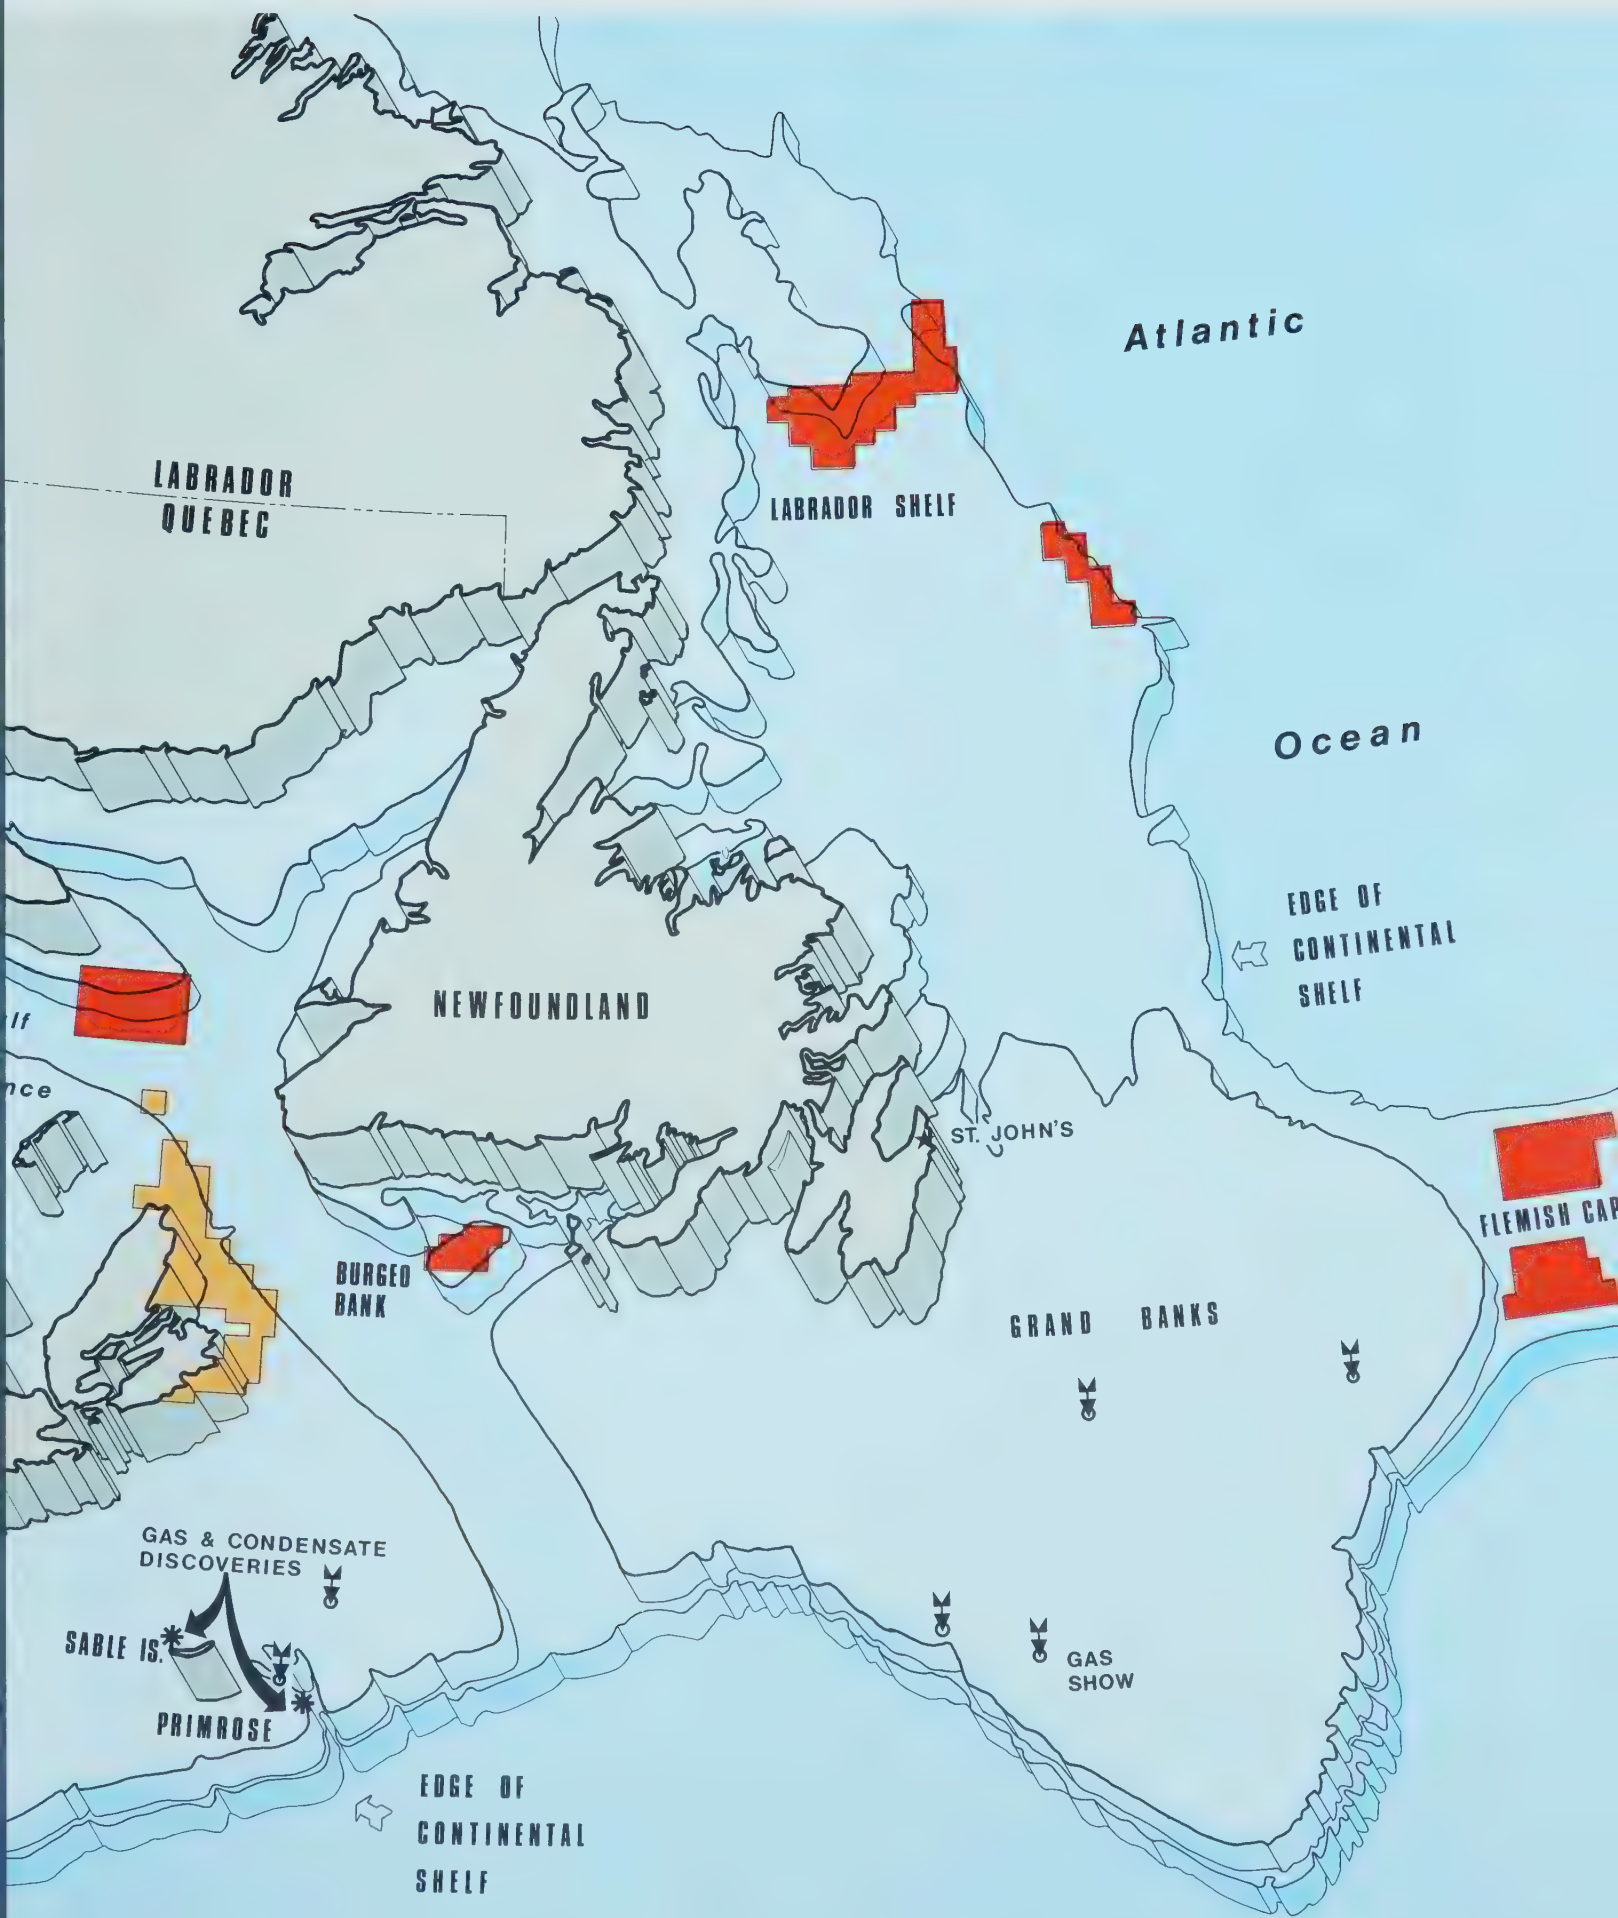 Atlantic
LABRADOR
QUEBEC
LABRADOR SHELF
Ocean
EDGE OF
CONTINENTAL
SHELF
NEWFOUNDLAND
lf
nce
ST. JOHN'S
FLEMISH CAP
BURGEO
BANK
GRAND BANKS
GAS & CONDENSATE
DISCOVERIES
SABLE IS.
GAS
SHOW
PRIMROSE
EDGE OF
CONTINENTAL
SHELF